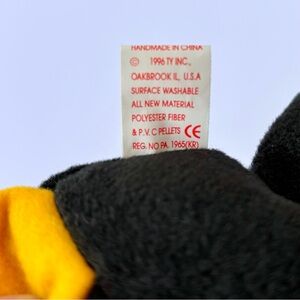 HANDMADE IN CHINA
© 1996 TY INC.,
OAKBROOK IL, U.S.A
SURFACE WASHABLE
ALL NEW MATERIAL
POLYESTER FIBER
& P.V.C PELLETS CE
REG. NO PA. 1965(KR)